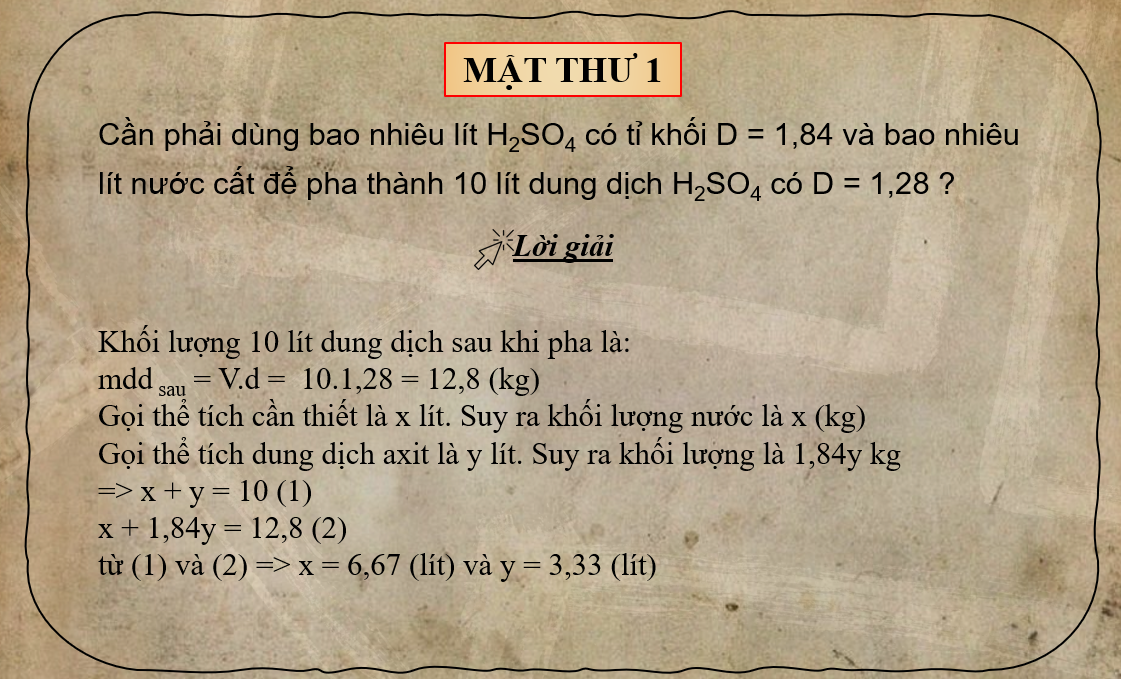 MẬT THƯ 1
Cần phải dùng bao nhiêu lít H₂SO₄ có tỉ khối D = 1,84 và bao nhiêu
lít nước cất để pha thành 10 lít dung dịch H₂SO₄ có D = 1,28 ?
Lời giải
Khối lượng 10 lít dung dịch sau khi pha là:
mdd sau = V.d = 10.1,28 = 12,8 (kg)
Gọi thể tích cần thiết là x lít. Suy ra khối lượng nước là x (kg)
Gọi thể tích dung dịch axit là y lít. Suy ra khối lượng là 1,84y kg
=> x + y = 10 (1)
x + 1,84y = 12,8 (2)
từ (1) và (2) => x = 6,67 (lít) và y = 3,33 (lít)